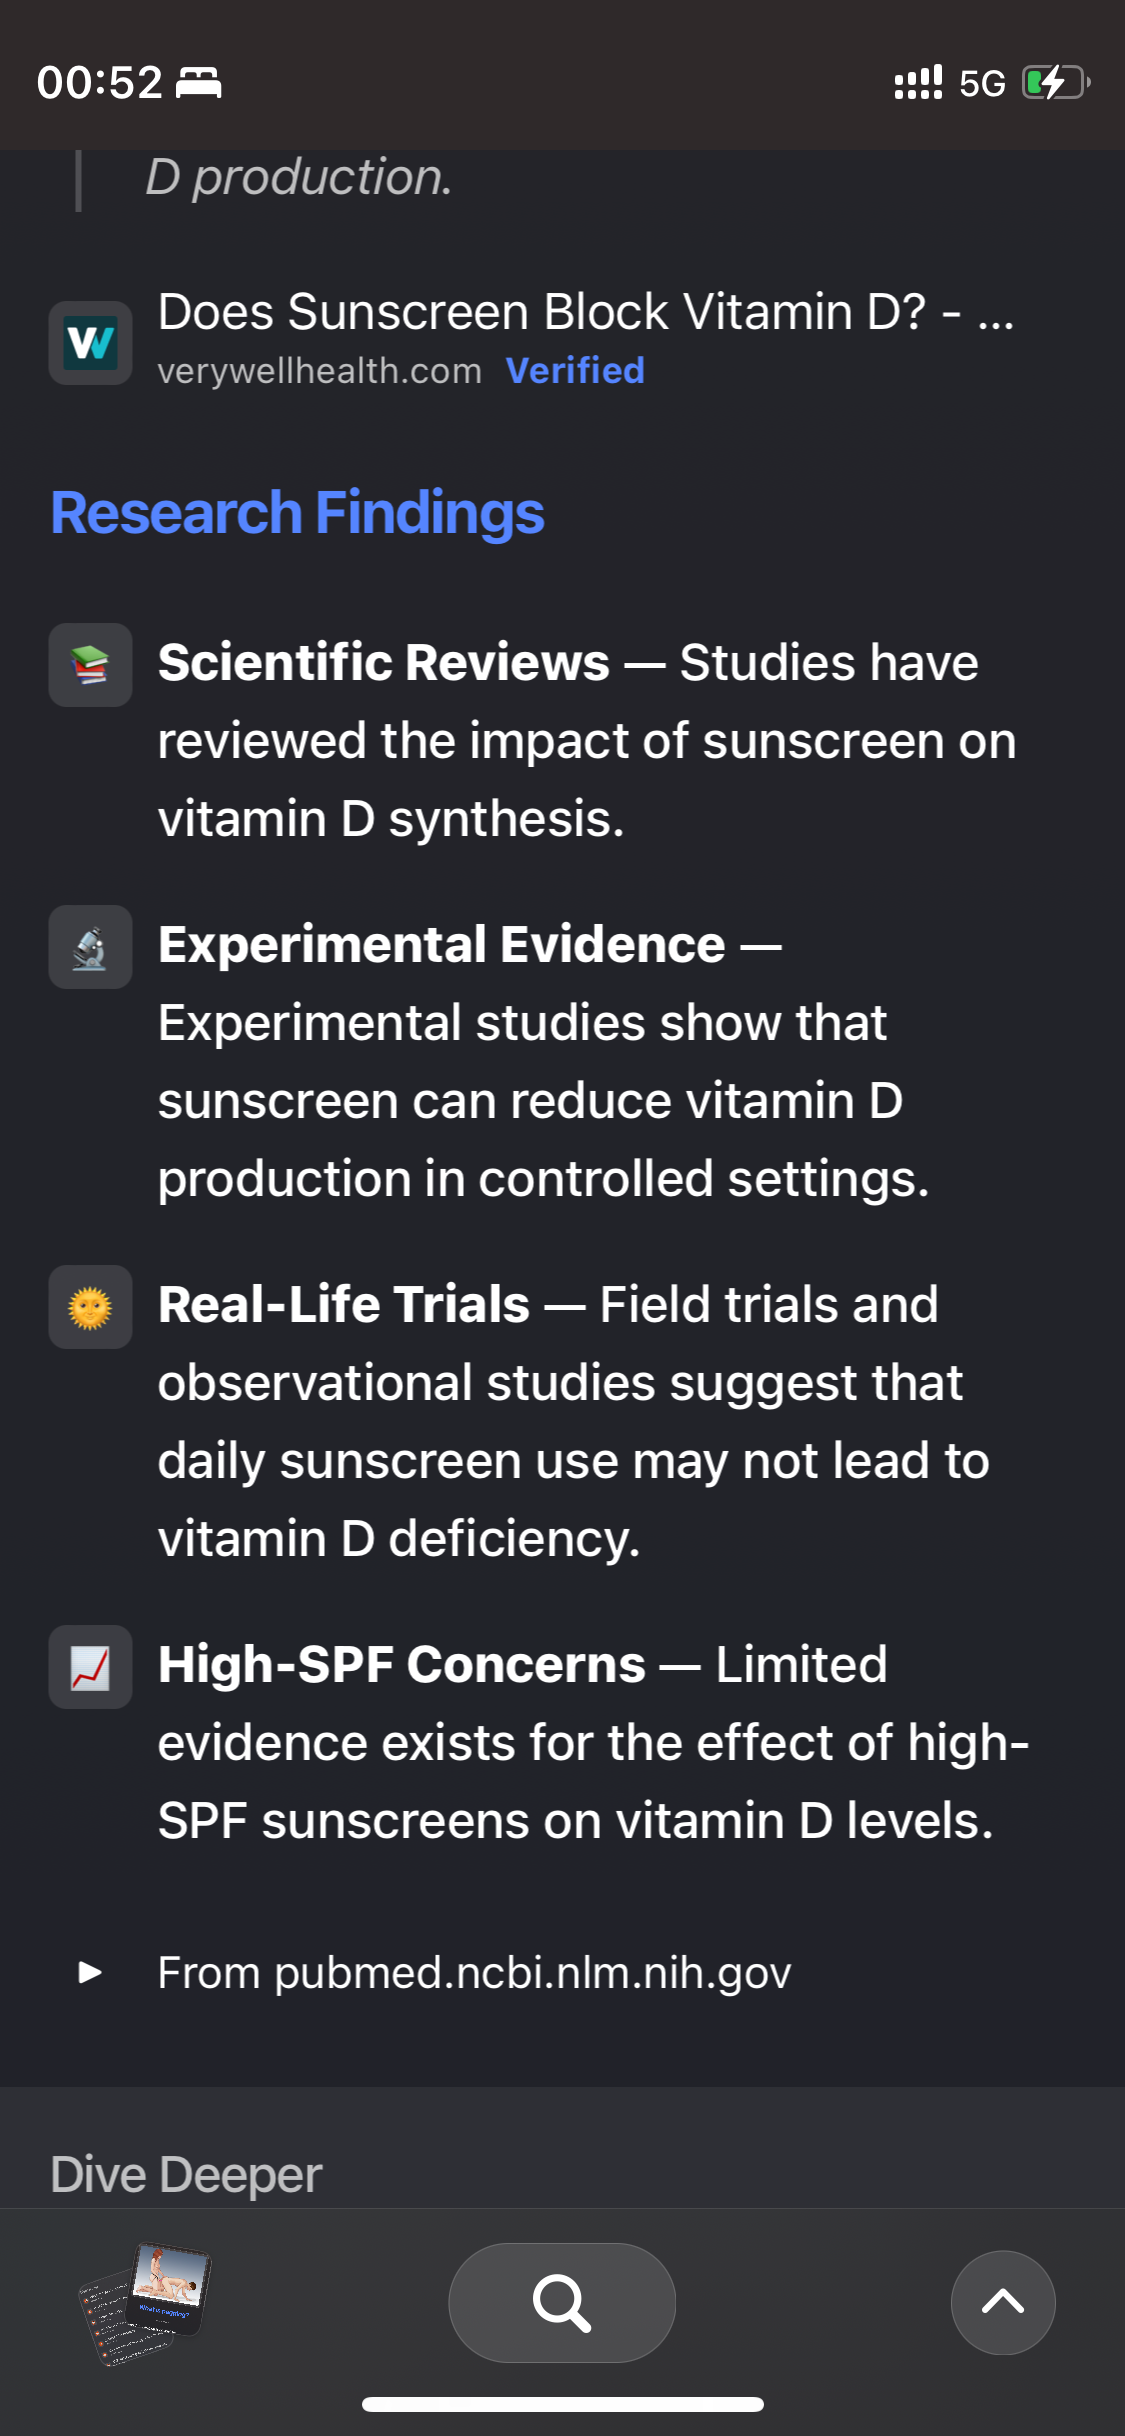 00:52
5G
D production.
Does Sunscreen Block Vitamin D? - ...
verywellhealth.com Verified
Research Findings
Scientific Reviews — Studies have
reviewed the impact of sunscreen on
vitamin D synthesis.
Experimental Evidence —
Experimental studies show that
sunscreen can reduce vitamin D
production in controlled settings.
Real-Life Trials — Field trials and
observational studies suggest that
daily sunscreen use may not lead to
vitamin D deficiency.
High-SPF Concerns — Limited
evidence exists for the effect of high-
SPF sunscreens on vitamin D levels.
From pubmed.ncbi.nlm.nih.gov
Dive Deeper
What is pegging?